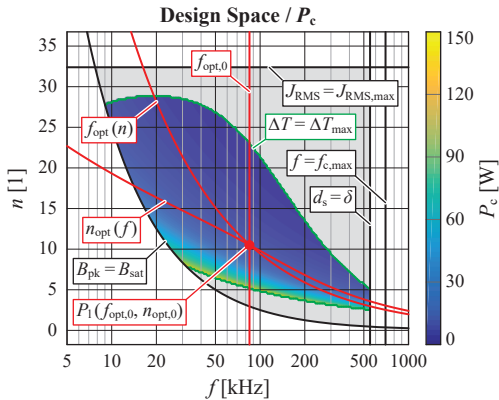 Design Space / P_c
f_opt,0
J_RMS = J_RMS,max
f_opt(n)
ΔT = ΔT_max
f = f_c,max
d_s = δ
n_opt(f)
B_pk = B_sat
P_1(f_opt,0, n_opt,0)
n [1]
35
30
25
20
15
10
5
0
5 10 20 50 100 200 500 1000
f [kHz]
150
120
90
60
30
0
P_c [W]